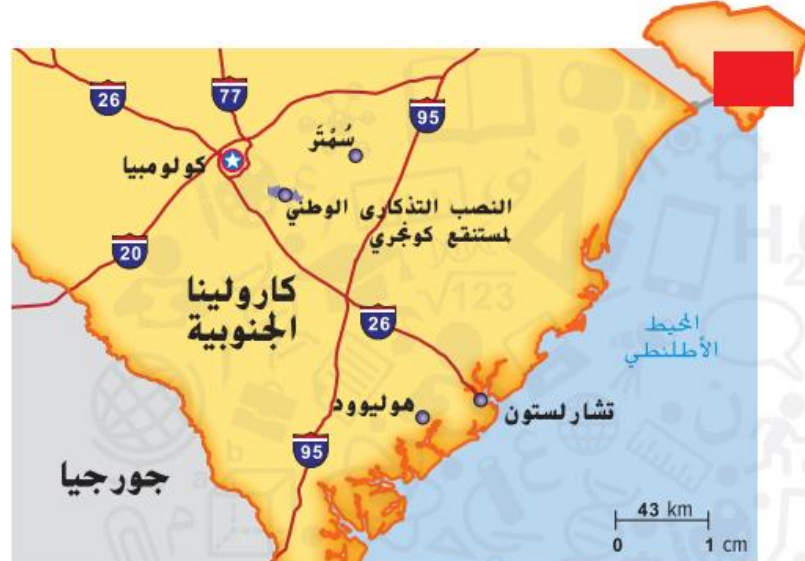 26
77
95
سُمْتَر
كولومبيا
النصب التذكارى الوطني
لمستنقع كونجري
20
كارولينا
الجنوبية
26
المحيط
الأطلنطي
هوليوود
تشارلستون
95
جورجيا
43 km
0 1 cm